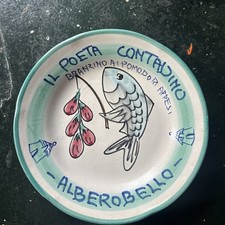 IL POETA CONTADINO
BRANZINO AI POMODORI APPESI
- ALBEROBELLO -